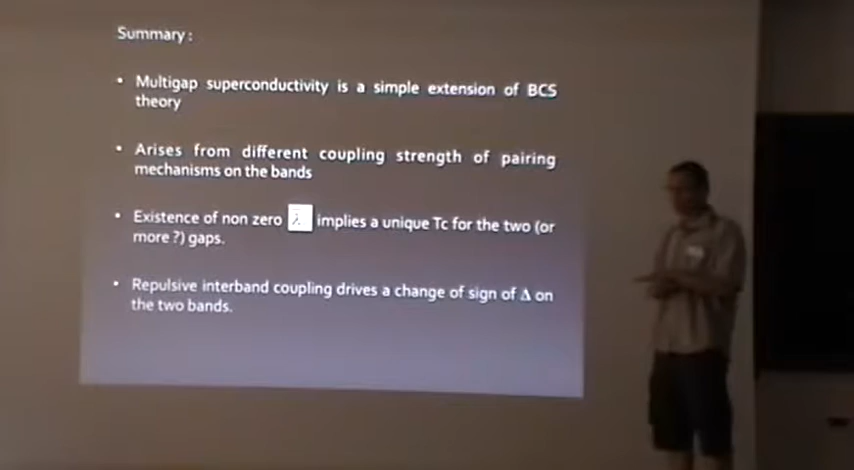 Summary :
• Multigap superconductivity is a simple extension of BCS
theory
• Arises from different coupling strength of pairing
mechanisms on the bands
• Existence of non zero λ implies a unique Tc for the two (or
more ?) gaps.
• Repulsive interband coupling drives a change of sign of Δ on
the two bands.